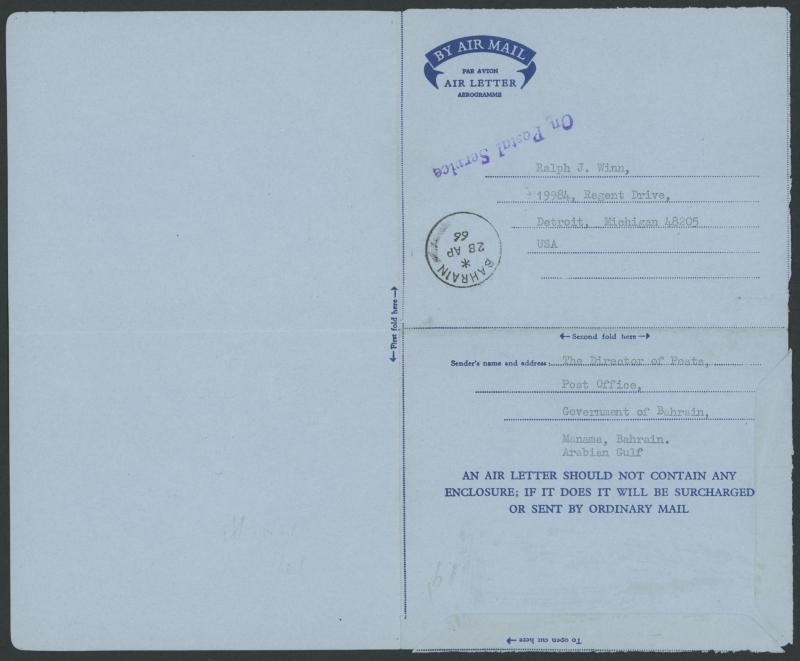 BY AIR MAIL
PAR AVION
AIR LETTER
AEROGRAMME
On Postal Service
Ralph J. Winn,
19984, Regent Drive,
Detroit, Michigan 48205
USA
BAHRAIN
*
28 AP
66
←First fold here→
←Second fold here→
Sender's name and address: The Director of Posts,
Post Office,
Government of Bahrain,
Manama, Bahrain.
Arabian Gulf
AN AIR LETTER SHOULD NOT CONTAIN ANY
ENCLOSURE; IF IT DOES IT WILL BE SURCHARGED
OR SENT BY ORDINARY MAIL
To open cut here→